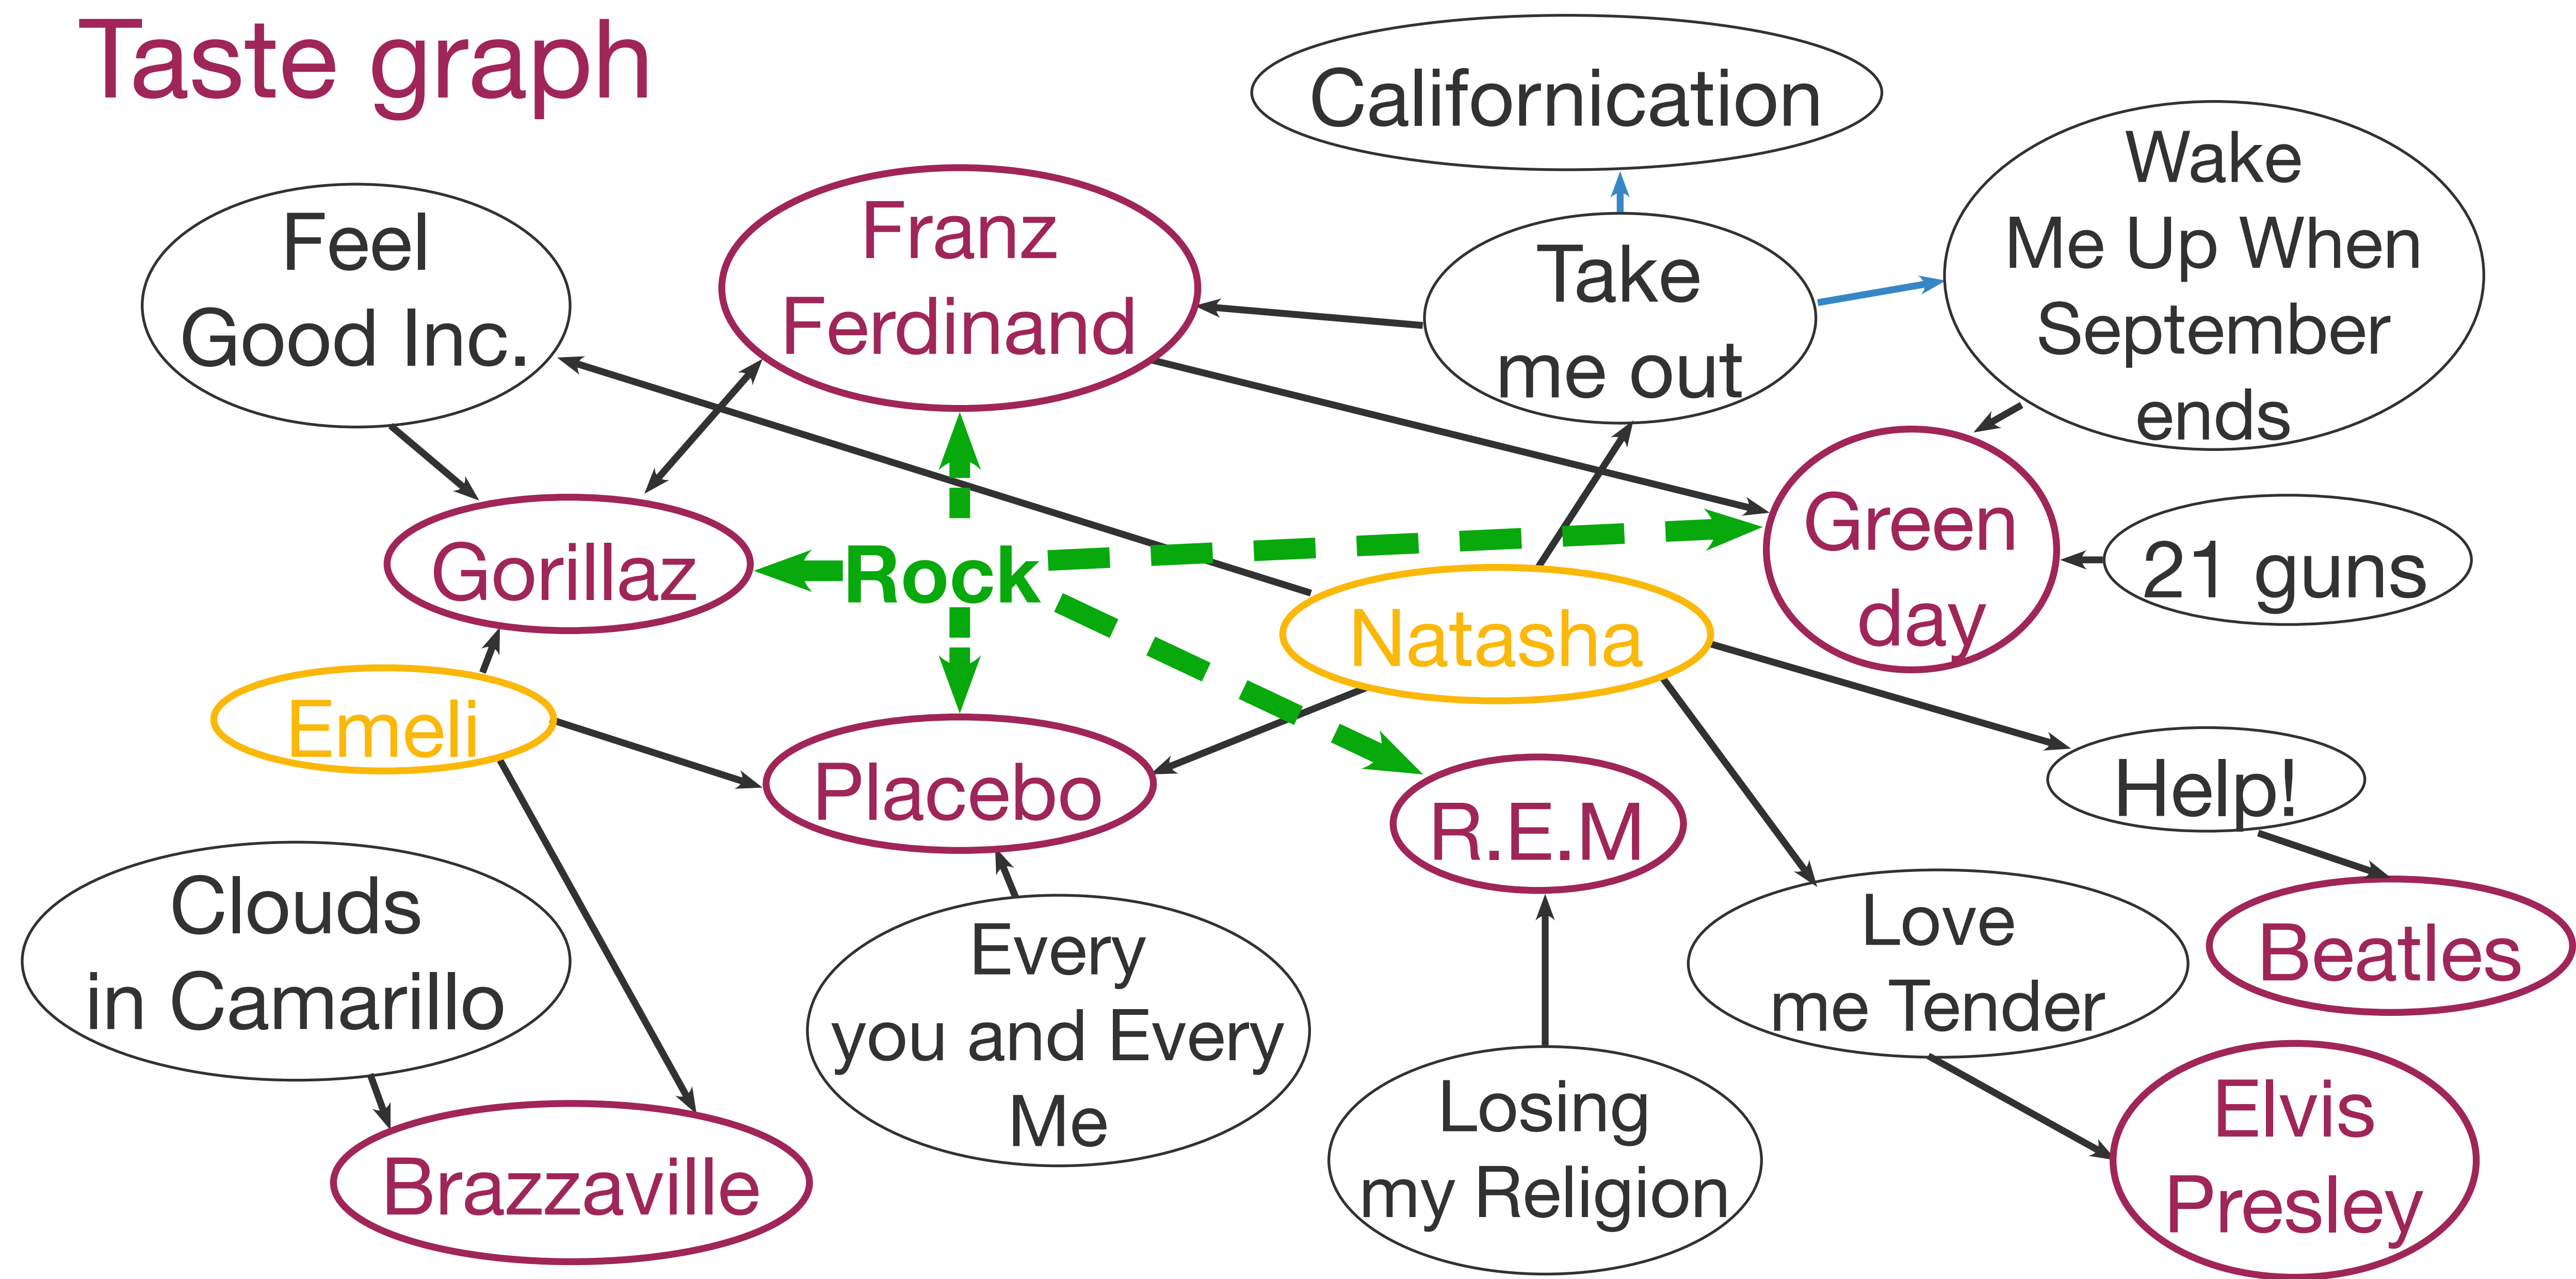 Taste graph
Californication
Wake
Me Up When
September
ends
Feel
Good Inc.
Franz
Ferdinand
Take
me out
Green
day
21 guns
Gorillaz
Rock
Natasha
Emeli
Placebo
R.E.M
Help!
Clouds
in Camarillo
Every
you and Every
Me
Love
me Tender
Beatles
Losing
my Religion
Elvis
Presley
Brazzaville